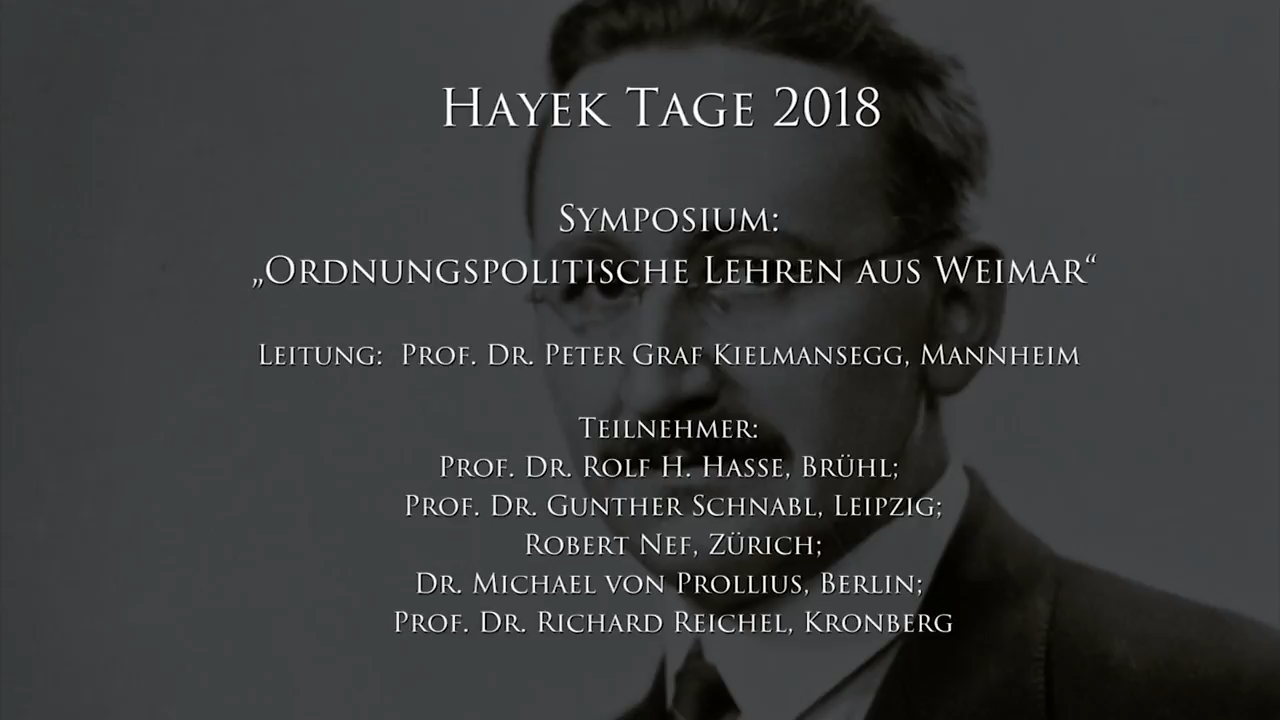 Hayek Tage 2018
Symposium:
„Ordnungspolitische Lehren aus Weimar“
Leitung: Prof. Dr. Peter Graf Kielmansegg, Mannheim
Teilnehmer:
Prof. Dr. Rolf H. Hasse, Brühl;
Prof. Dr. Gunther Schnabl, Leipzig;
Robert Nef, Zürich;
Dr. Michael von Prollius, Berlin;
Prof. Dr. Richard Reichel, Kronberg